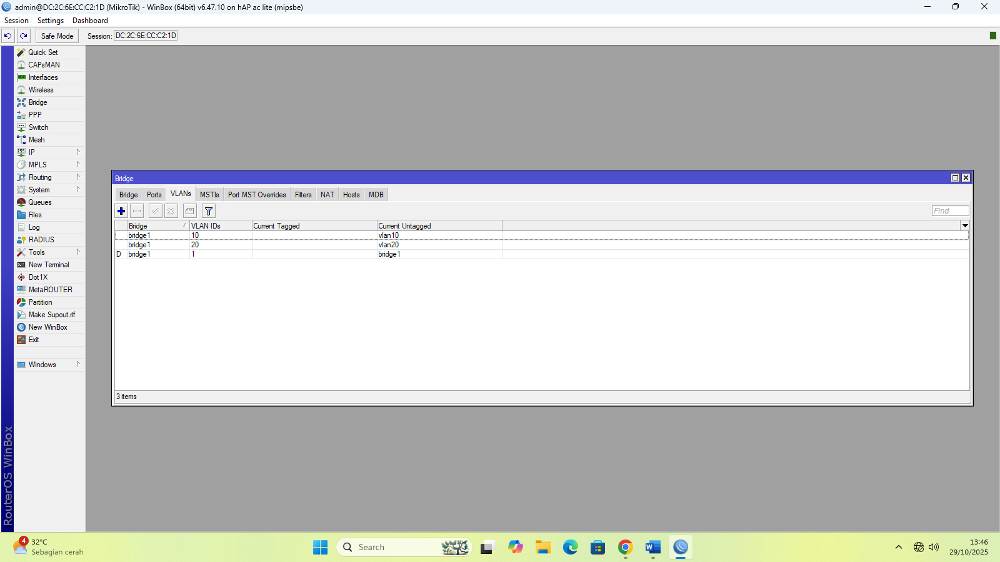 admin@DC:2C:6E:CC:C2:1D (MikroTik) - WinBox (64bit) v6.47.10 on hAP ac lite (mipsbe)
Session Settings Dashboard
Safe Mode Session: DC:2C:6E:CC:C2:1D
Quick Set
CAPsMAN
Interfaces
Wireless
Bridge
PPP
Switch
Mesh
IP
MPLS
Routing
System
Queues
Files
Log
RADIUS
Tools
New Terminal
Dot1X
MetaROUTER
Partition
Make Supout.rif
New WinBox
Exit
Windows
RouterOS WinBox
Bridge
Bridge Ports VLANs MSTIs Port MST Overrides Filters NAT Hosts MDB
Find
Bridge VLAN IDs Current Tagged Current Untagged
bridge1 10 vlan10
bridge1 20 vlan20
D bridge1 1 bridge1
3 items
4
32°C
Sebagian cerah
Search
13:46
29/10/2025